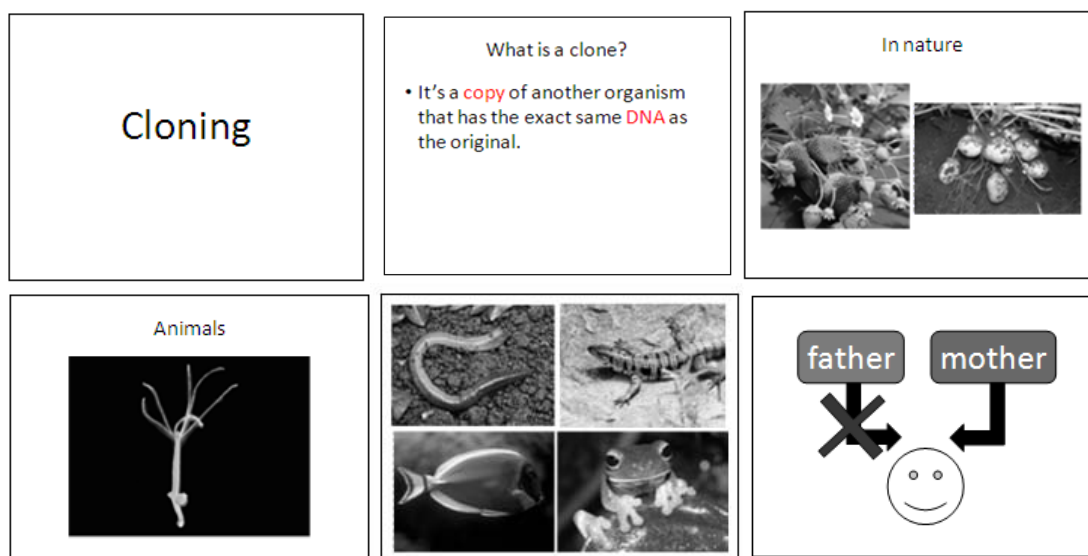 Cloning
What is a clone?
• It's a copy of another organism
that has the exact same DNA as
the original.
In nature
Animals
father
mother